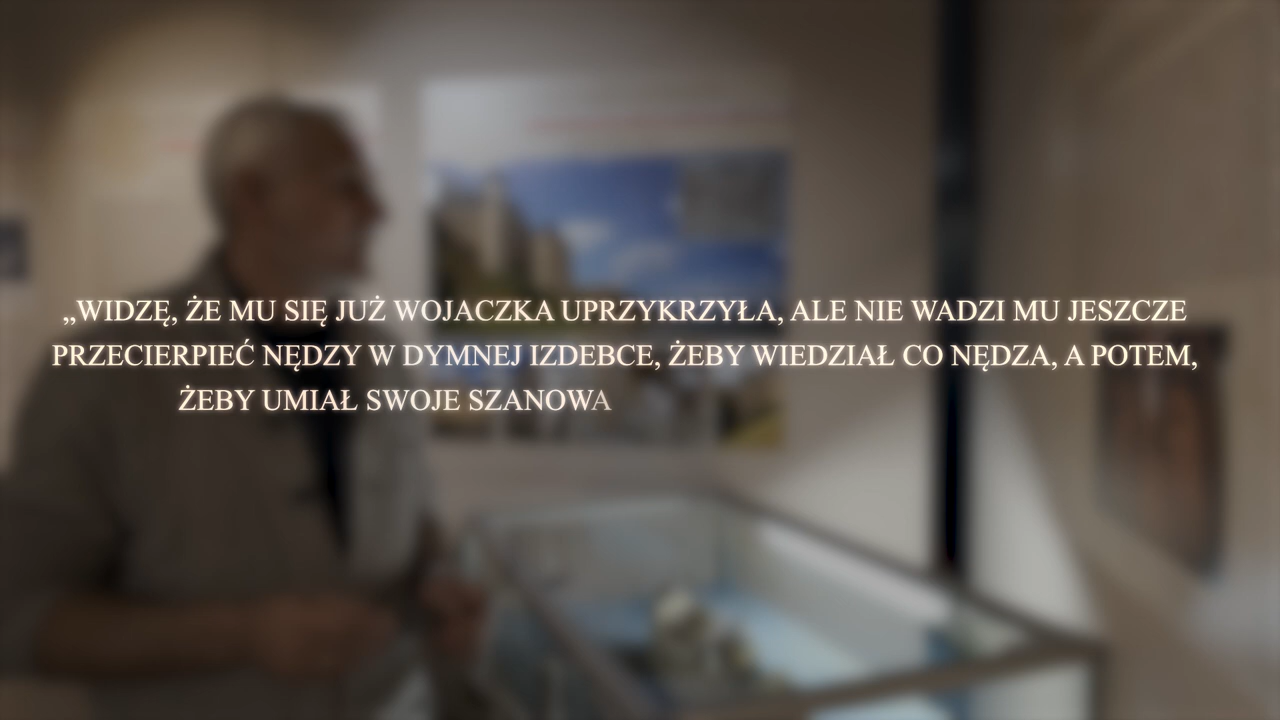 „WIDZĘ, ŻE MU SIĘ JUŻ WOJACZKA UPRZYKRZYŁA, ALE NIE WADZI MU JESZCZE
PRZECIERPIEĆ NĘDZY W DYMNEJ IZDEBCE, ŻEBY WIEDZIAŁ CO NĘDZA, A POTEM,
ŻEBY UMIAŁ SWOJE SZANOWA